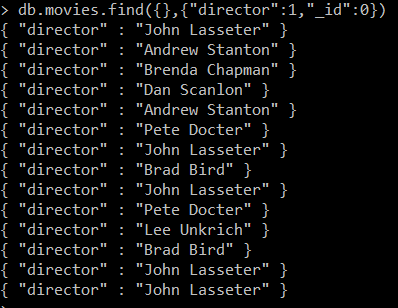 > db.movies.find({},{"director":1,"_id":0})
{ "director" : "John Lasseter" }
{ "director" : "Andrew Stanton" }
{ "director" : "Brenda Chapman" }
{ "director" : "Dan Scanlon" }
{ "director" : "Andrew Stanton" }
{ "director" : "Pete Docter" }
{ "director" : "John Lasseter" }
{ "director" : "Brad Bird" }
{ "director" : "John Lasseter" }
{ "director" : "Pete Docter" }
{ "director" : "Lee Unkrich" }
{ "director" : "Brad Bird" }
{ "director" : "John Lasseter" }
{ "director" : "John Lasseter" }